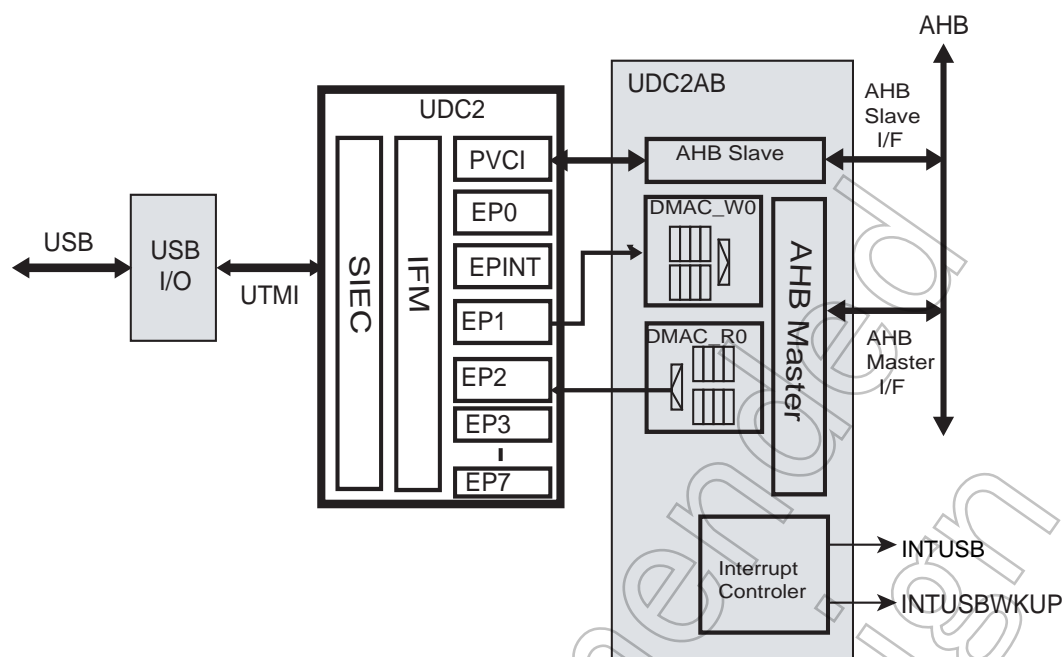 AHB
UDC2AB
UDC2
AHB
Slave
I/F
PVCI
AHB Slave
EP0
DMAC_W0
USB
USB
I/O
UTMI
SIEC
IFM
EPINT
AHB Master
EP1
DMAC_R0
AHB
Master
I/F
EP2
EP3
EP7
Interrupt
Controler
INTUSB
INTUSBWKUP